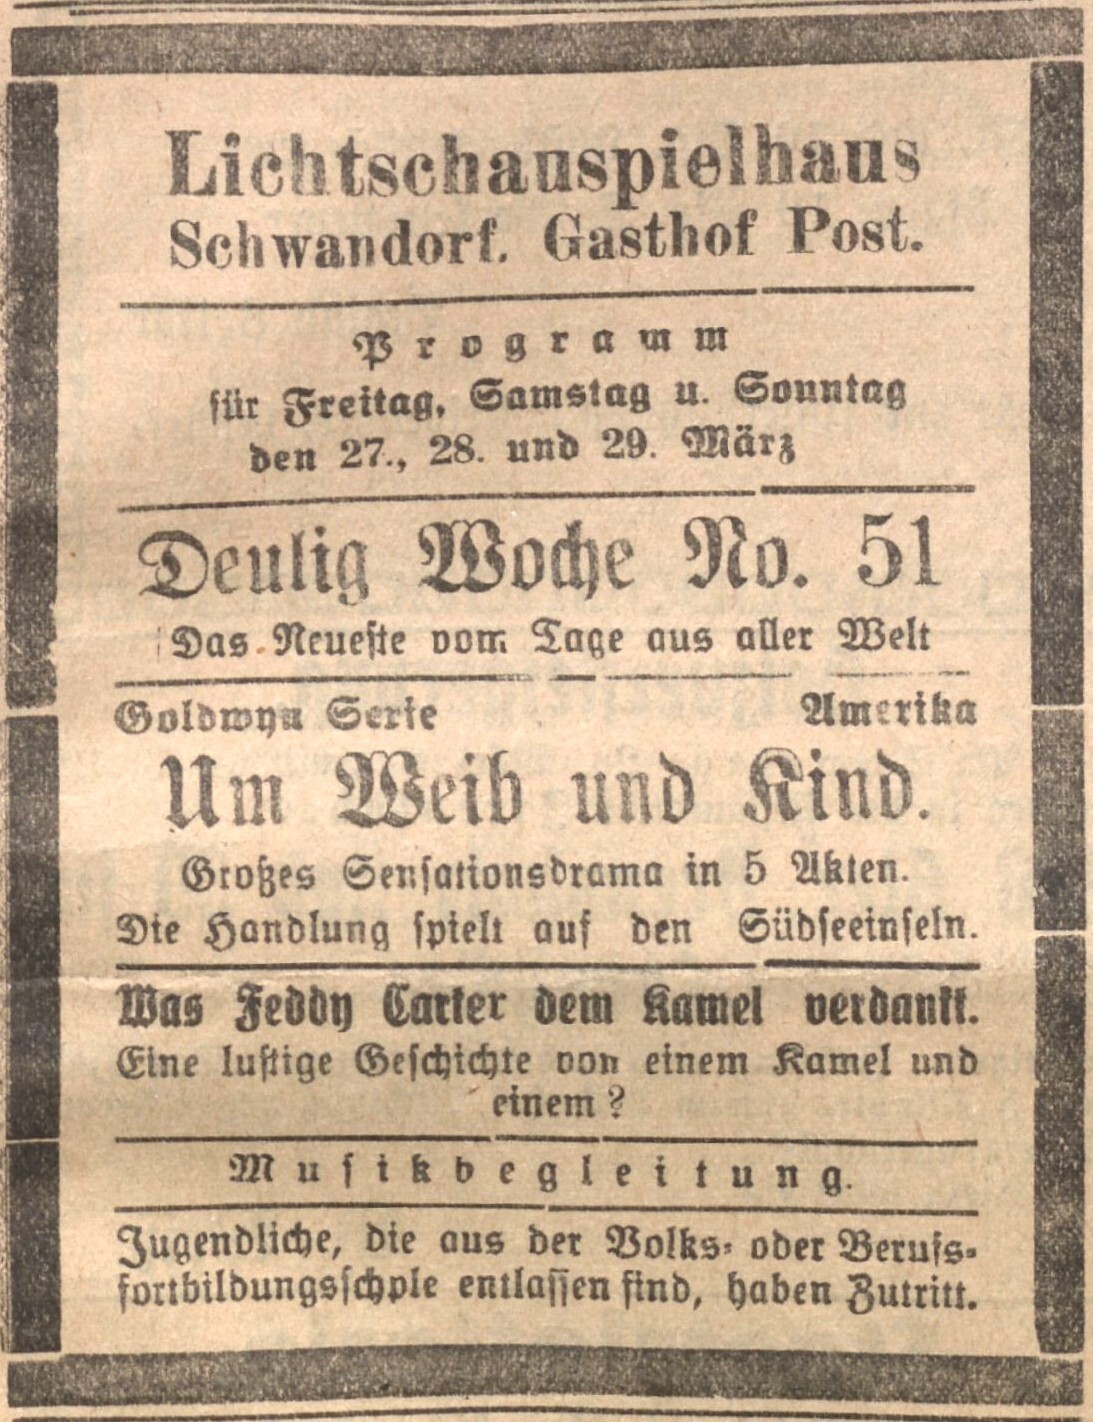 Lichtschauspielhaus
Schwandorf. Gasthof Post.
Programm
für Freitag, Samstag u. Sonntag
den 27., 28. und 29. März
Deulig Woche No. 51
Das Neueste vom Tage aus aller Welt
Goldwyn Serie Amerika
Um Weib und Kind.
Großes Sensationsdrama in 5 Akten.
Die Handlung spielt auf den Südseeinseln.
Was Feddy Carter dem Kamel verdankt.
Eine lustige Geschichte von einem Kamel und
einem ?
Musikbegleitung.
Jugendliche, die aus der Volks- oder Berufs-
fortbildungsschple entlassen sind, haben Zutritt.